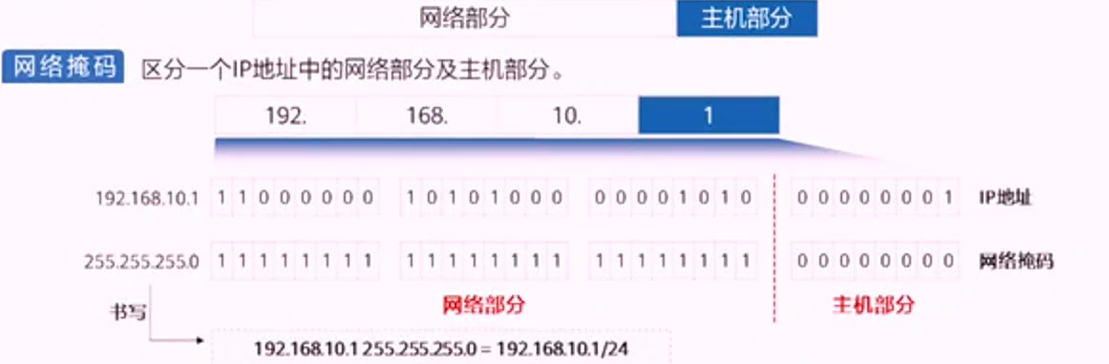 网络部分 主机部分
网络掩码 区分一个IP地址中的网络部分及主机部分。
192. 168. 10. 1
192.168.10.1 1 1 0 0 0 0 0 0 1 0 1 0 1 0 0 0 0 0 0 0 1 0 1 0 0 0 0 0 0 0 0 1 IP地址
255.255.255.0 1 1 1 1 1 1 1 1 1 1 1 1 1 1 1 1 1 1 1 1 1 1 1 1 0 0 0 0 0 0 0 0 网络掩码
网络部分 主机部分
书写
192.168.10.1 255.255.255.0 = 192.168.10.1/24